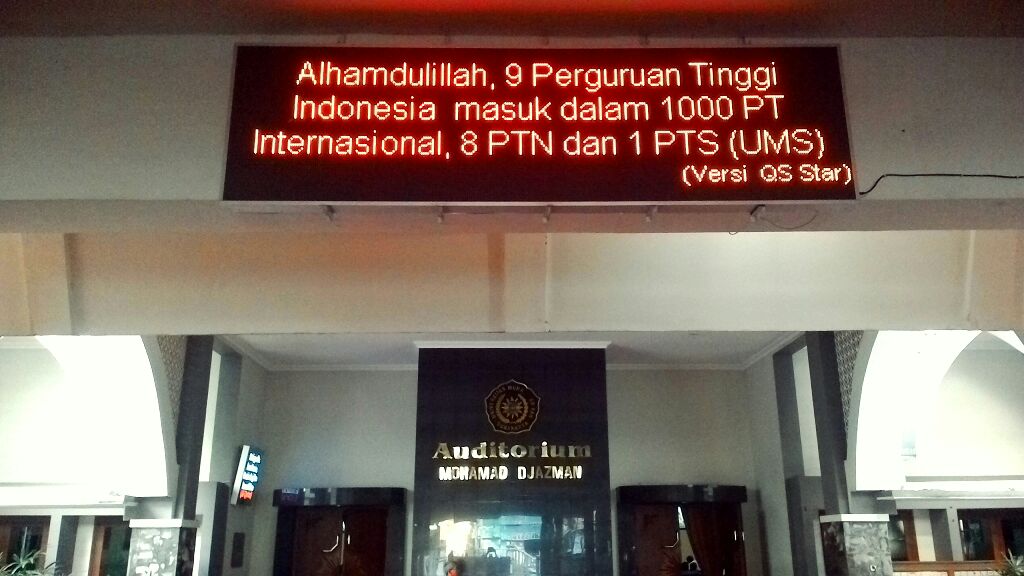 Alhamdulillah, 9 Perguruan Tinggi
Indonesia masuk dalam 1000 PT
Internasional, 8 PTN dan 1 PTS (UMS)
(Versi QS Star)
Auditorium
MOHAMAD DJAZMAN